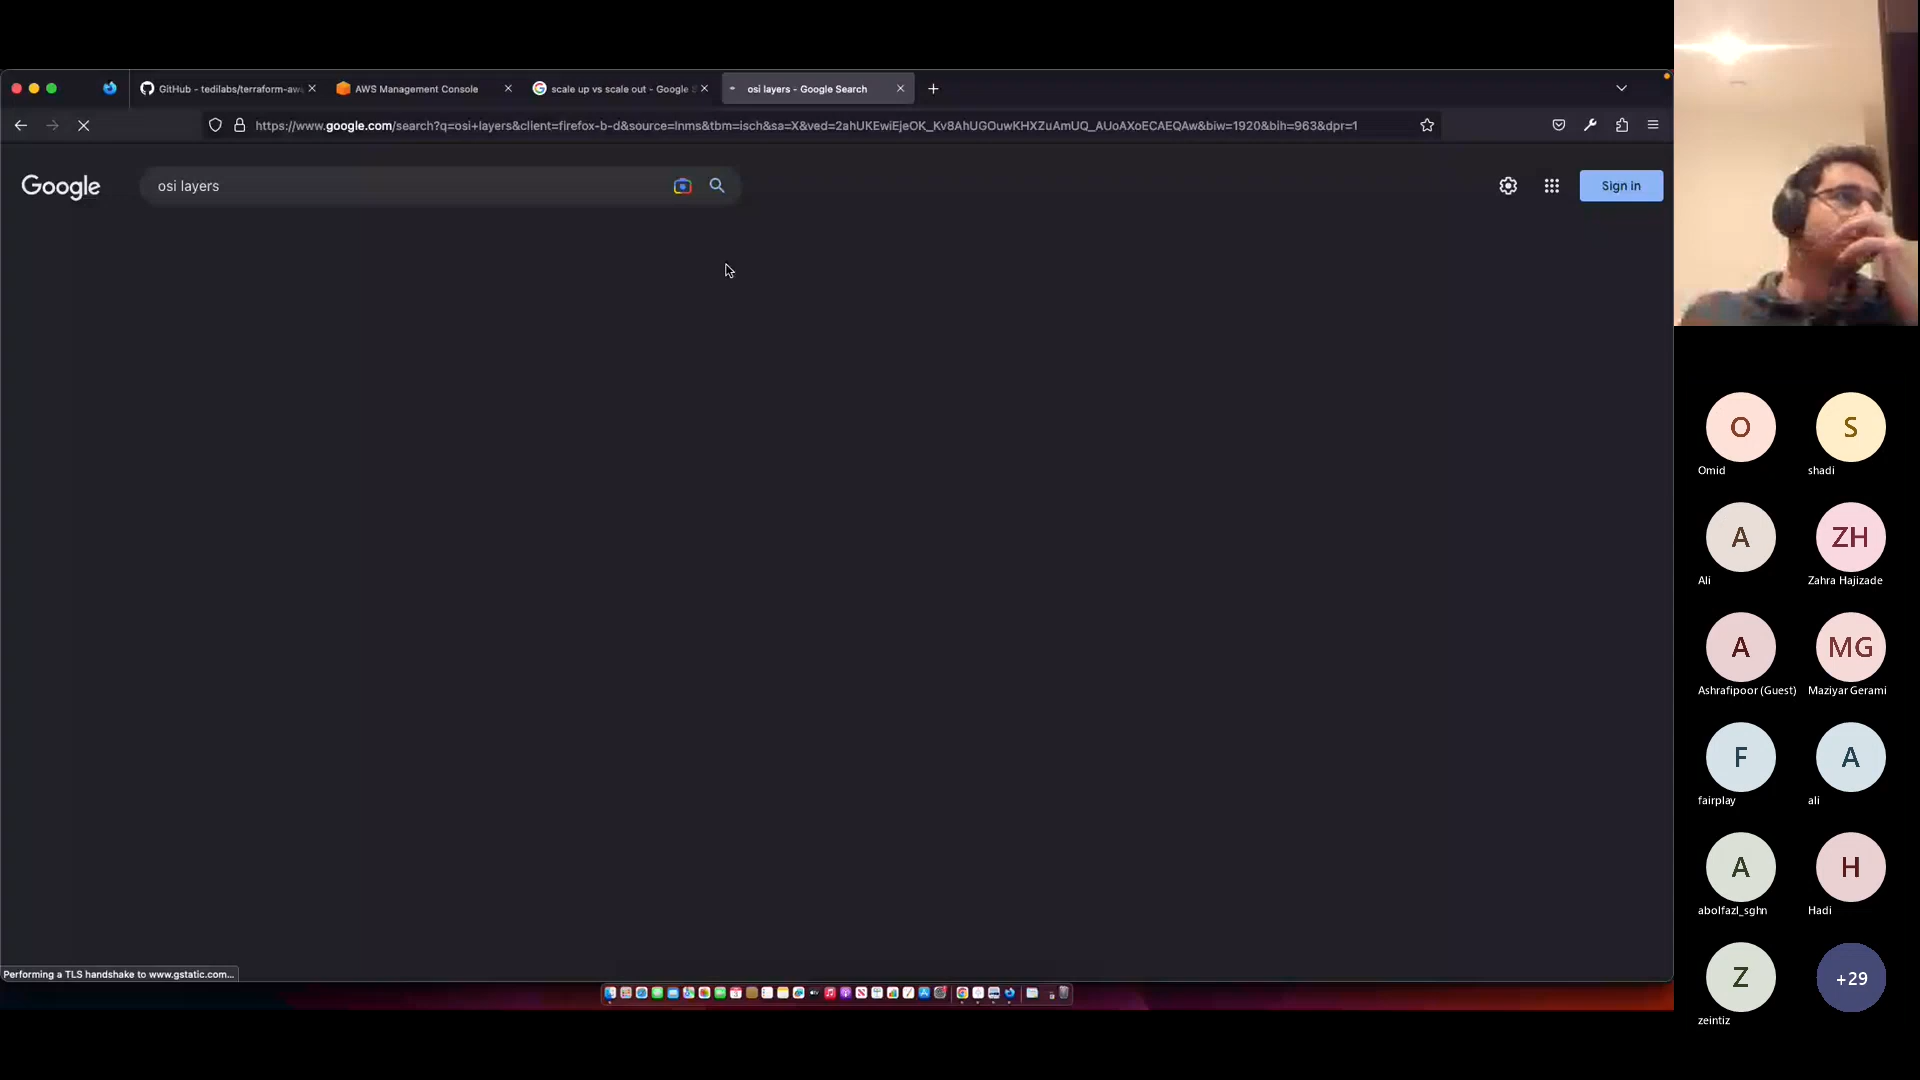 GitHub - tedilabs/terraform-aw
AWS Management Console
scale up vs scale out - Google
osi layers - Google Search
https://www.google.com/search?q=osi+layers&client=firefox-b-d&source=lnms&tbm=isch&sa=X&ved=2ahUKEwiEjeOK_Kv8AhUGOuwKHXZuAmUQ_AUoAXoECAEQAw&biw=1920&bih=963&dpr=1
Google
osi layers
Sign in
O
S
Omid
shadi
A
ZH
Ali
Zahra Hajizade
A
MG
Ashrafipoor (Guest)
Maziyar Gerami
F
A
fairplay
ali
A
H
abolfazl_sghn
Hadi
Z
+29
zeintiz
Performing a TLS handshake to www.gstatic.com...